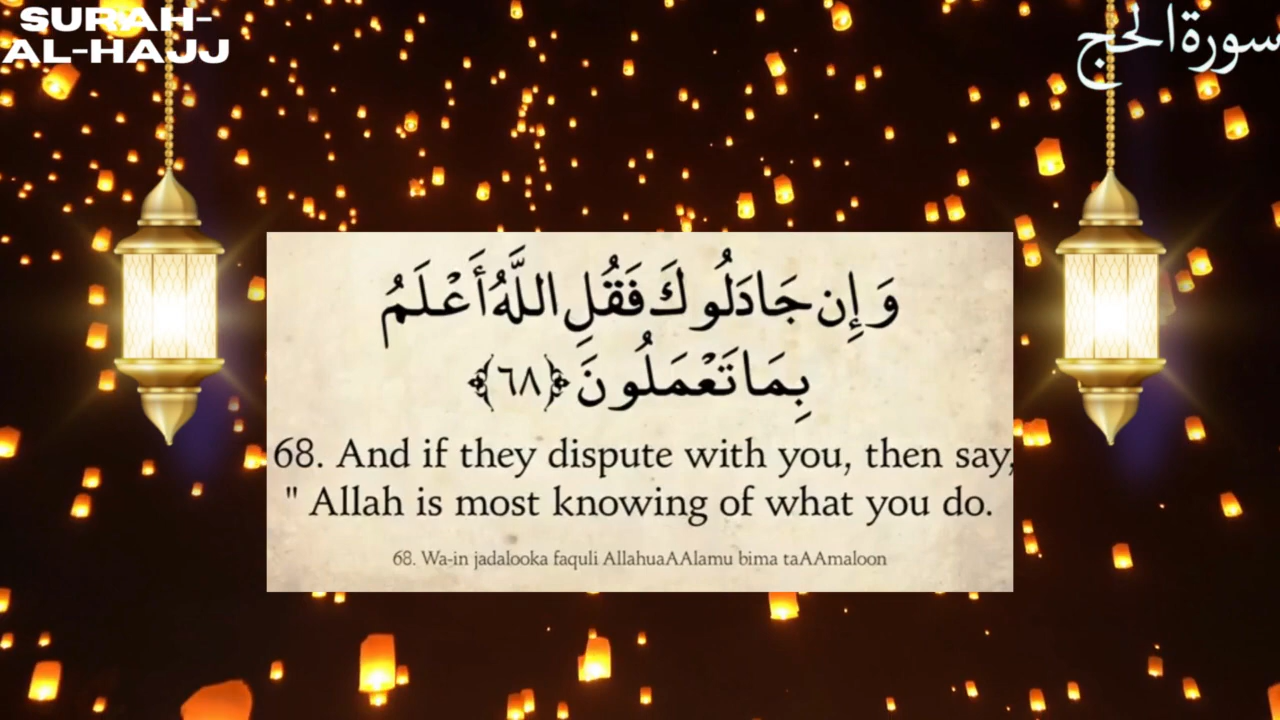 SURAH-
AL-HAJJ
سورة الحج
وَإِن جَادَلُوكَ فَقُلِ اللَّهُ أَعْلَمُ
بِمَا تَعْمَلُونَ ﴿٦٨﴾
68. And if they dispute with you, then say,
" Allah is most knowing of what you do.
68. Wa-in jadalooka faquli AllahuaAAlamu bima taAAmaloon